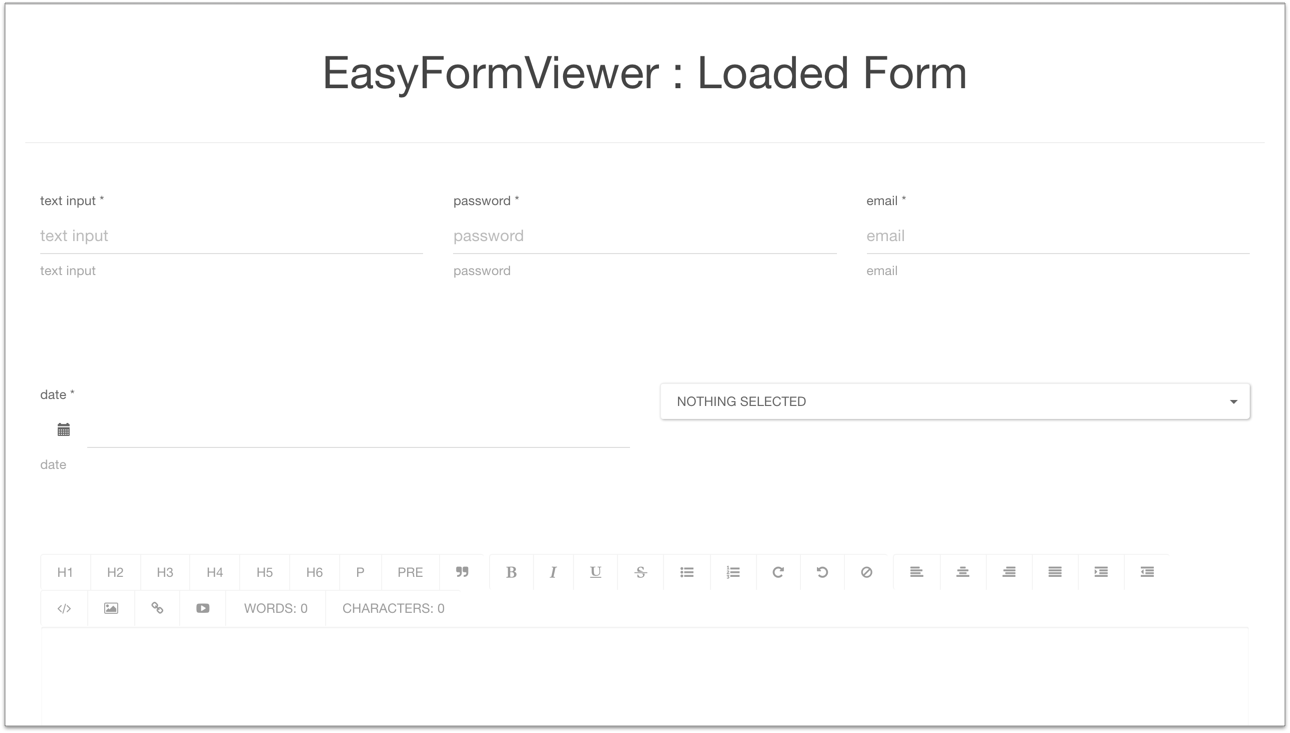 EasyFormViewer : Loaded Form
text input * password * email *
text input password email
text input password email
date *
NOTHING SELECTED
date
H1 H2 H3 H4 H5 H6 P PRE B I U S
WORDS: 0 CHARACTERS: 0